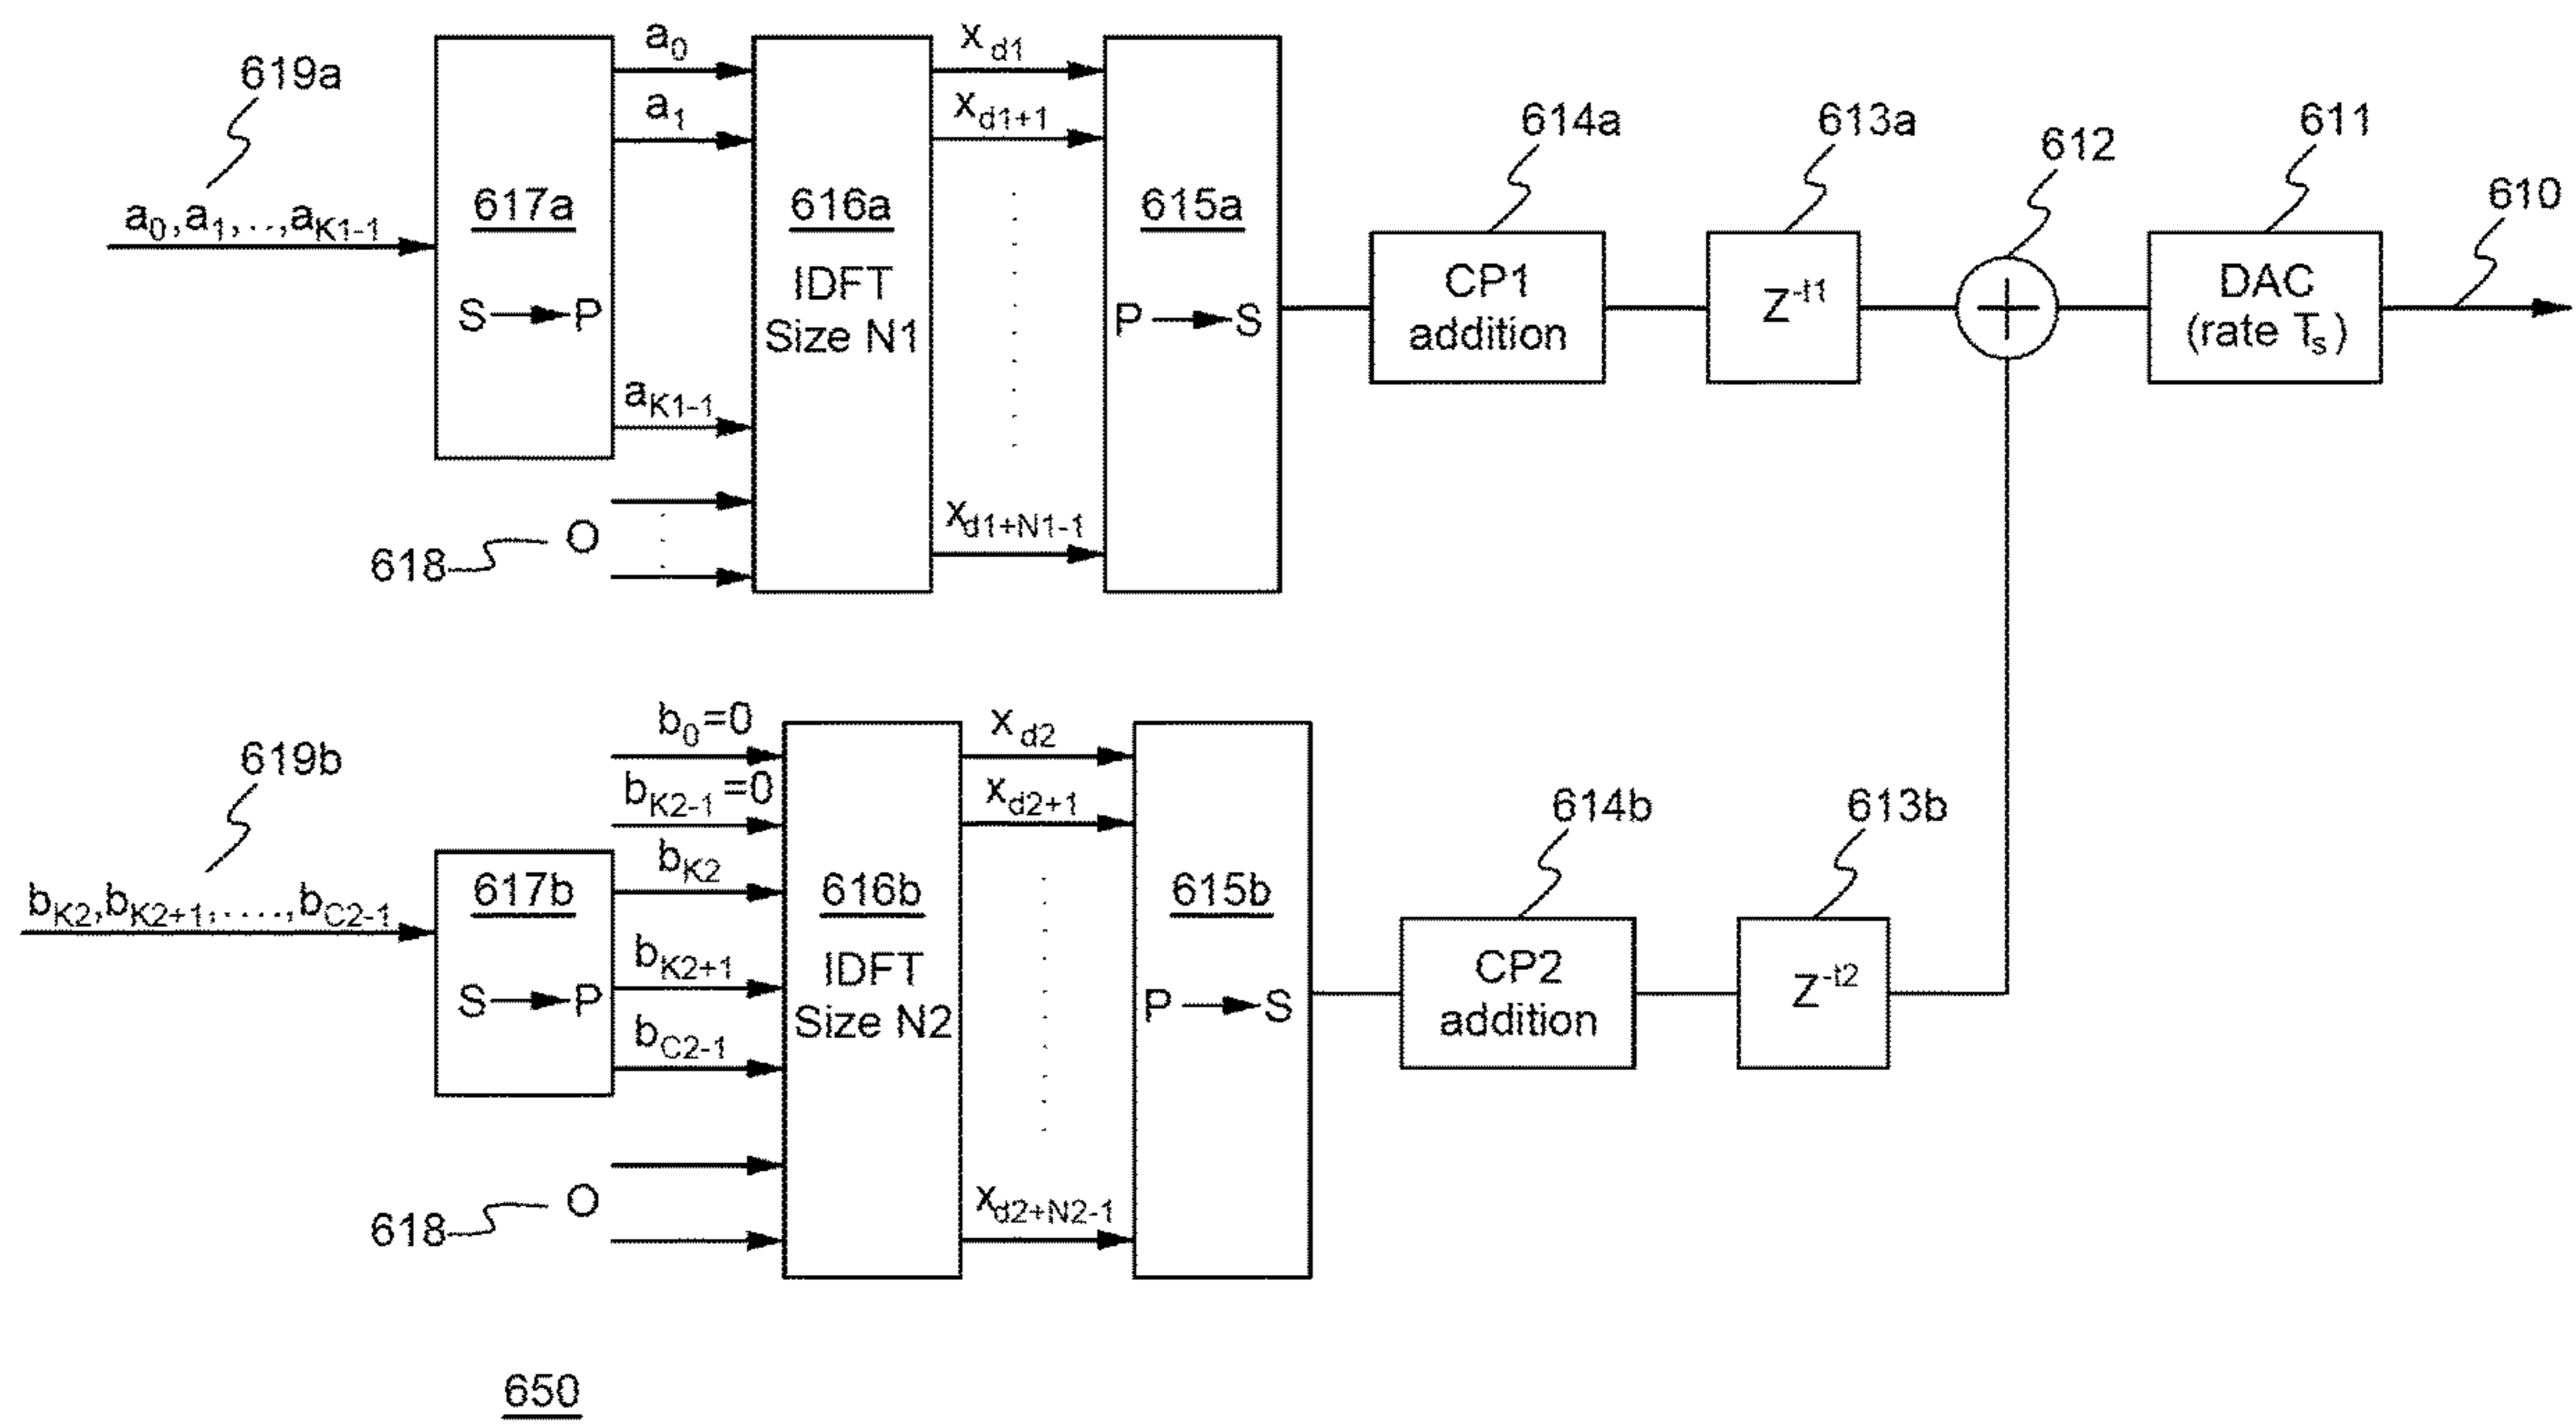 619a
a0,a1,..,aK1-1
617a
S P
a0
a1
aK1-1
618 O
616a
IDFT
Size N1
xd1
xd1+1
xd1+N1-1
615a
P S
614a
CP1
addition
613a
Z-t1
612
+
611
DAC
(rate Ts)
610
619b
bK2,bK2+1,....,bC2-1
617b
S P
b0=0
bK2-1=0
bK2
bK2+1
bC2-1
618 O
616b
IDFT
Size N2
xd2
xd2+1
xd2+N2-1
615b
P S
614b
CP2
addition
613b
Z-t2
650